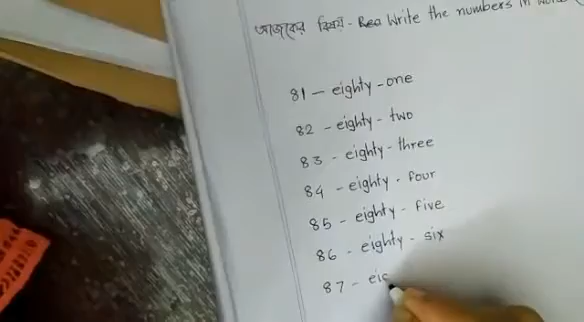 আজকের বিষয় - Write the numbers in
81 - eighty-one
82 - eighty-two
83 - eighty-three
84 - eighty-four
85 - eighty-five
86 - eighty-six
87 - eig